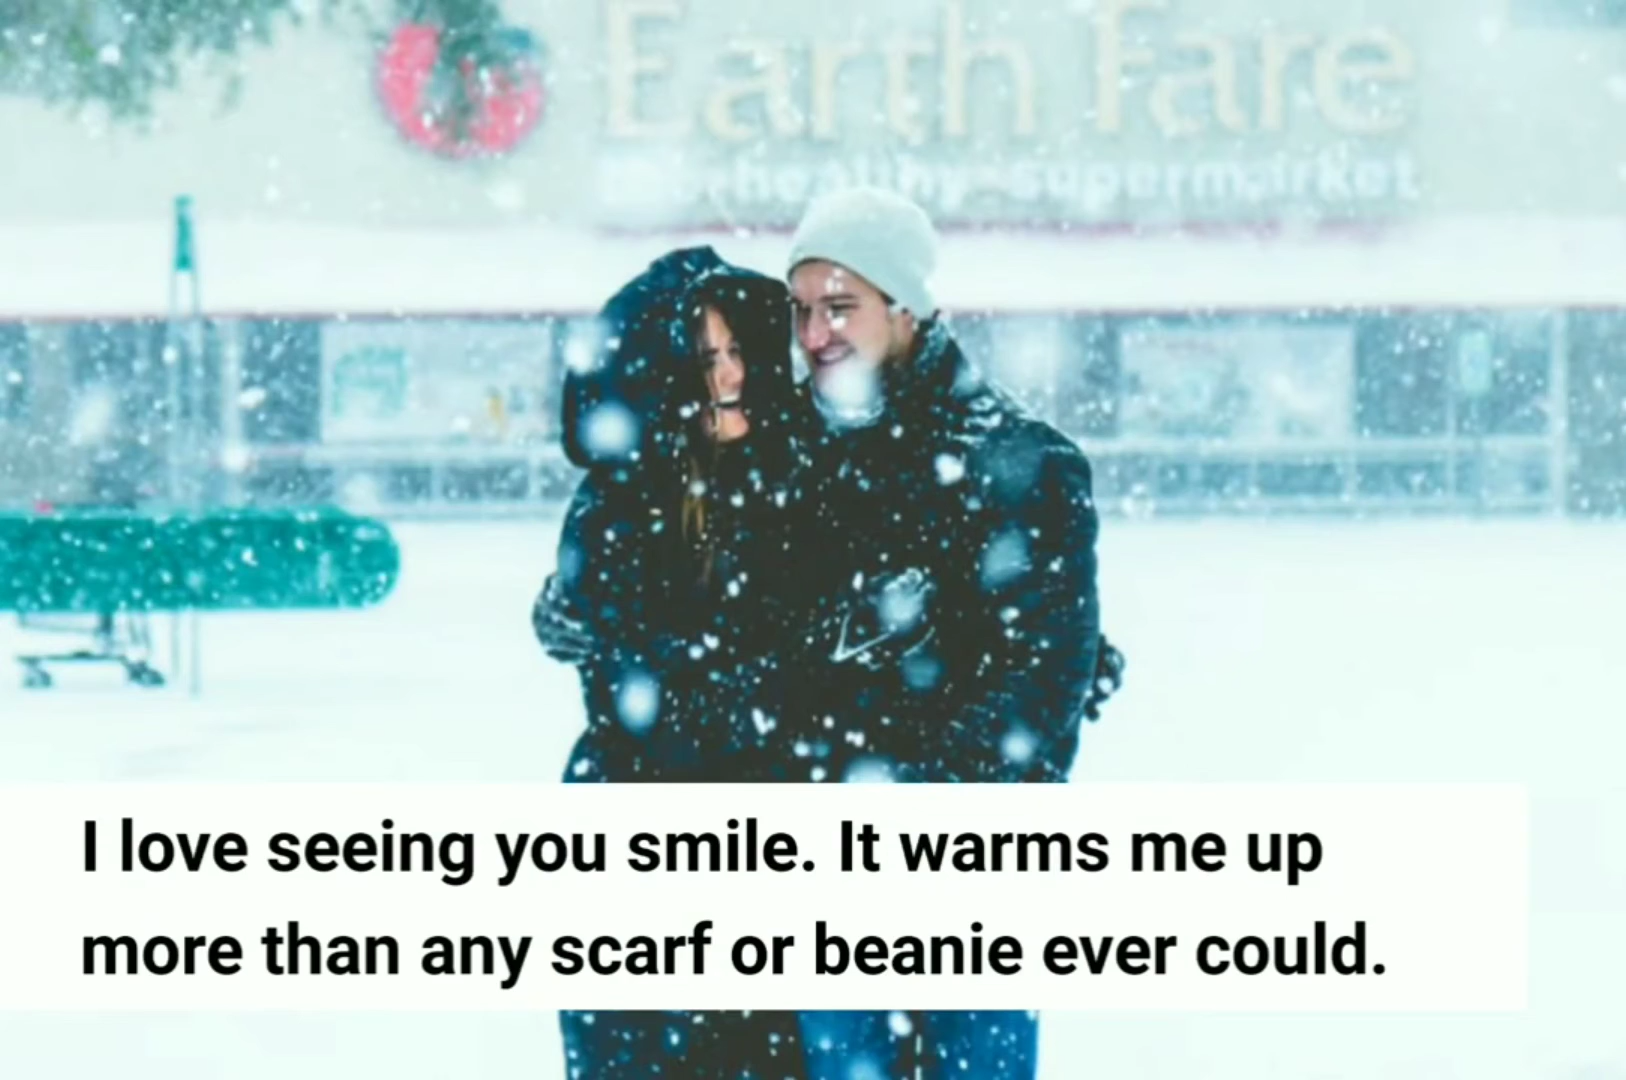 Earth Fare
healthy supermarket
I love seeing you smile. It warms me up
more than any scarf or beanie ever could.